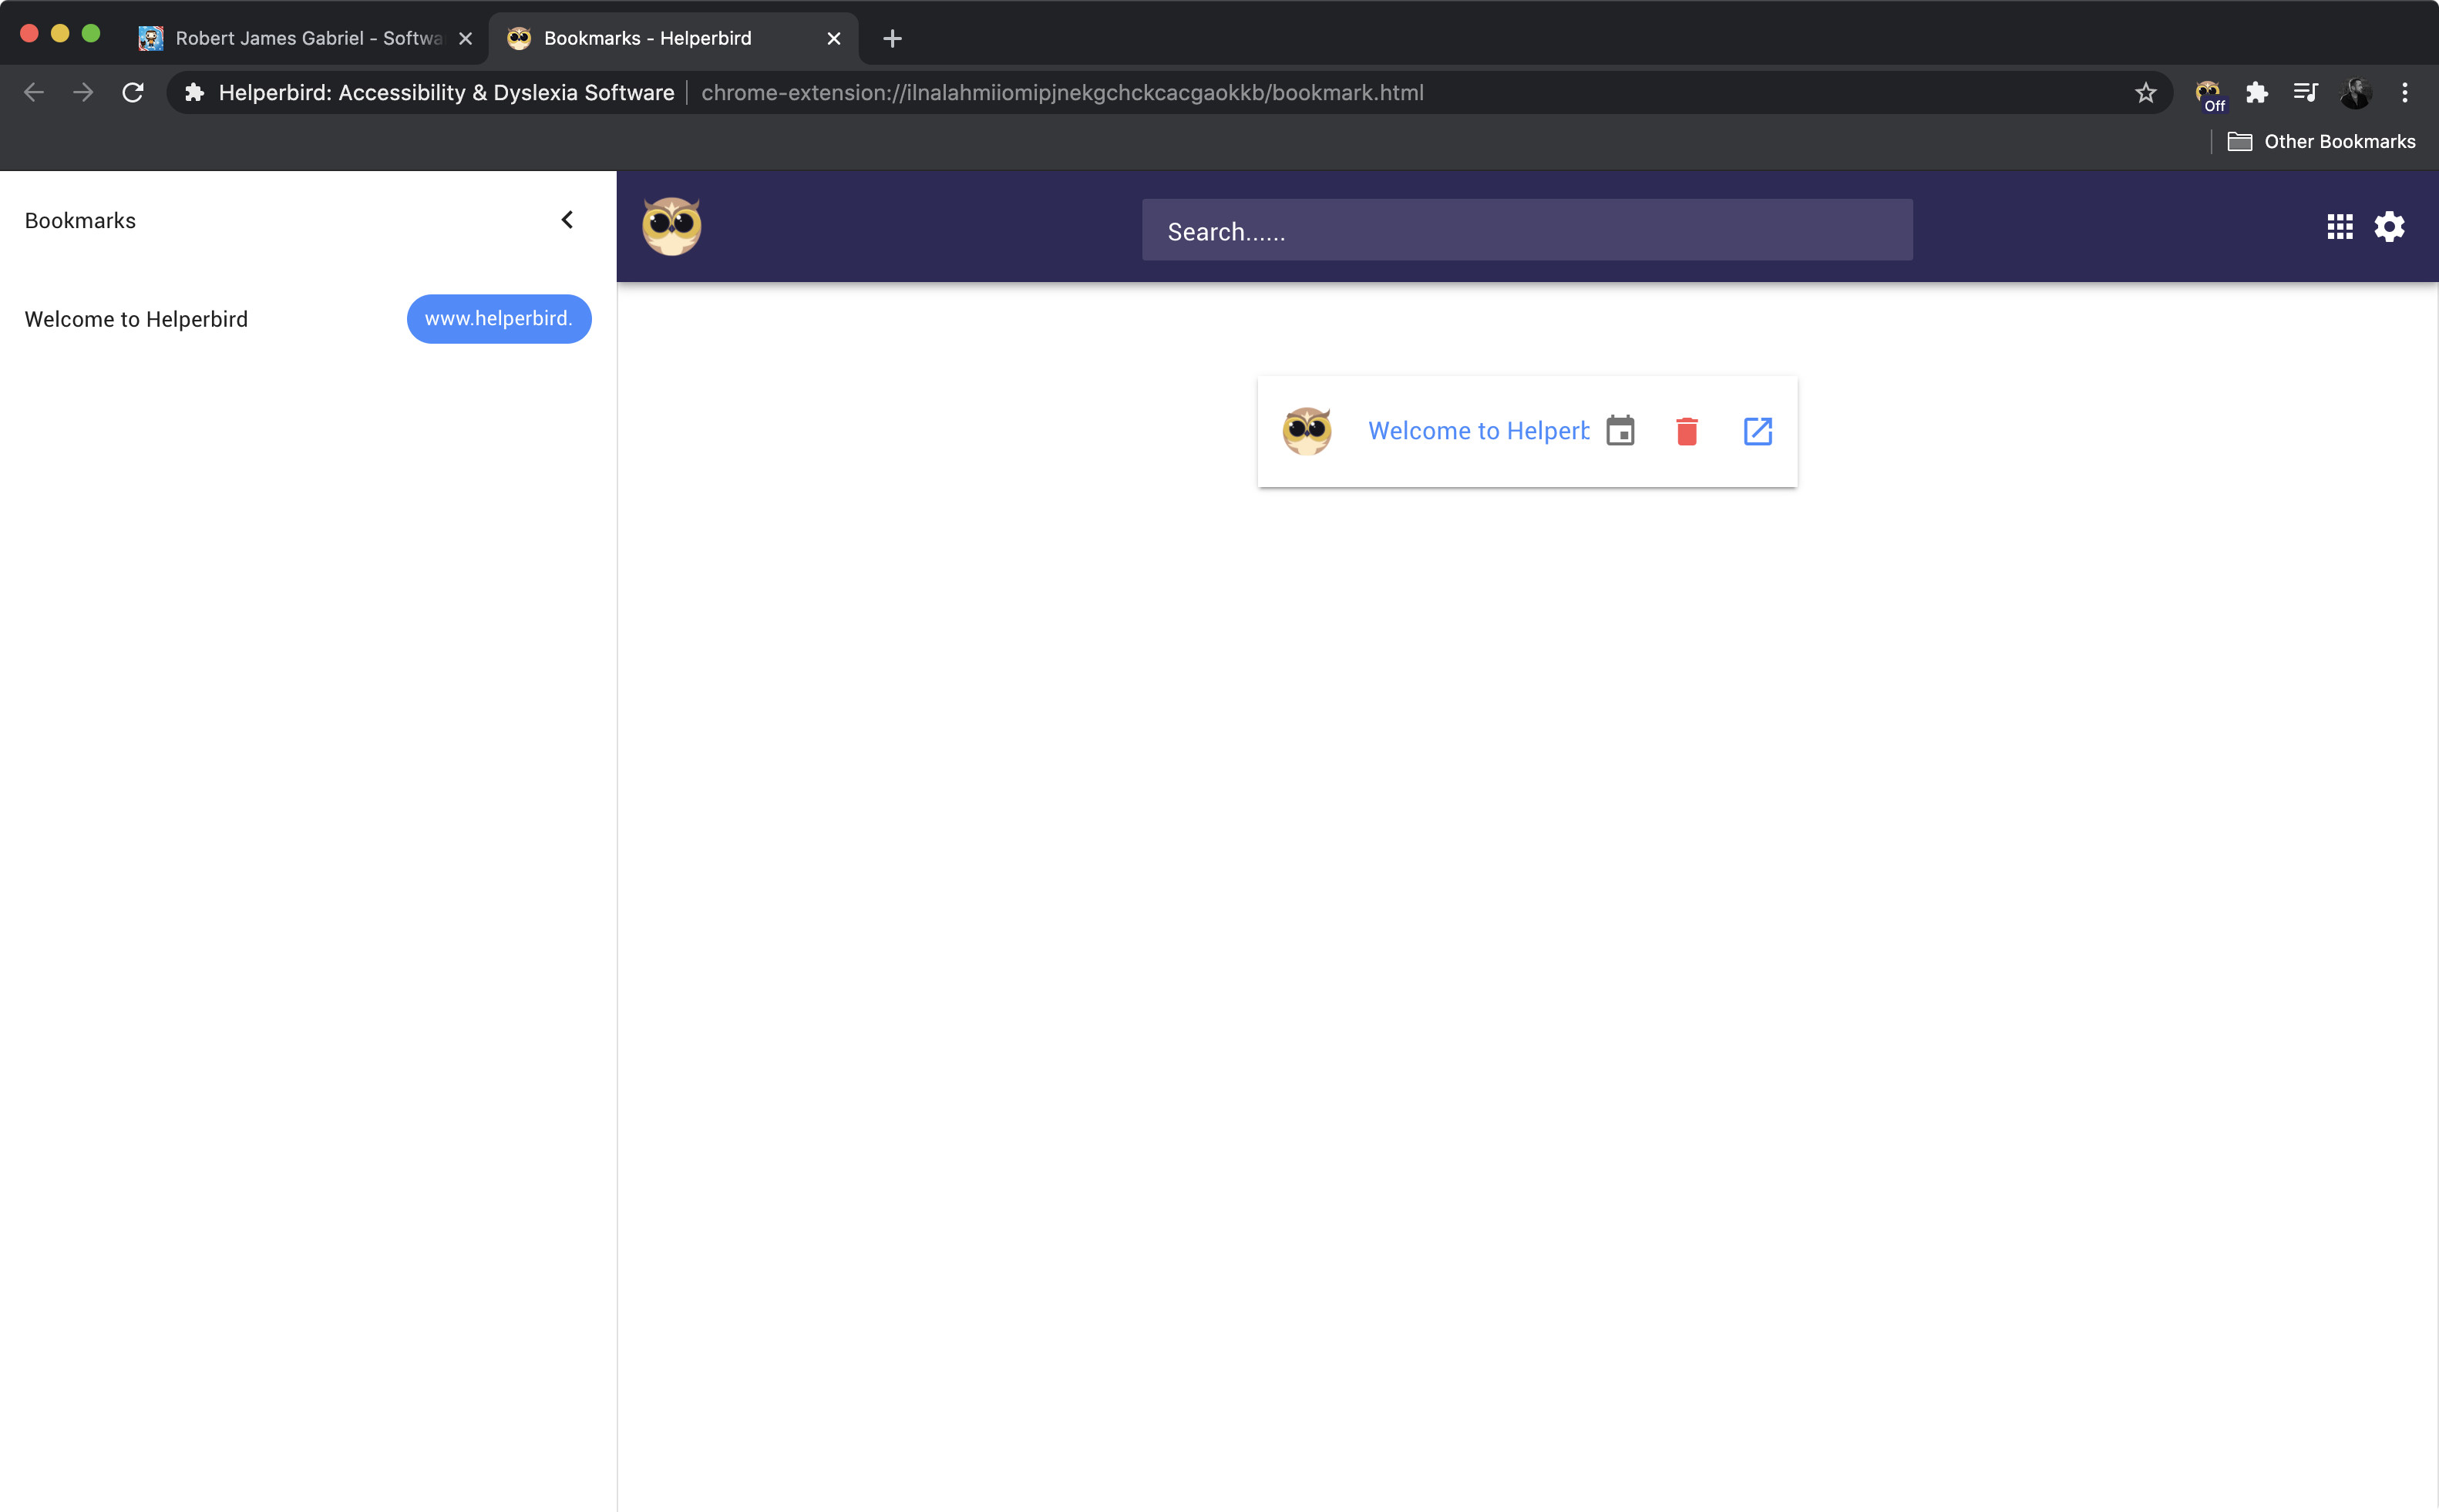 Robert James Gabriel - Softwa
Bookmarks - Helperbird
Helperbird: Accessibility & Dyslexia Software
chrome-extension://ilnalahmiiomipjnekgchckcacgaokkb/bookmark.html
Off
Other Bookmarks
Bookmarks
Search......
Welcome to Helperbird
www.helperbird.
Welcome to Helperb